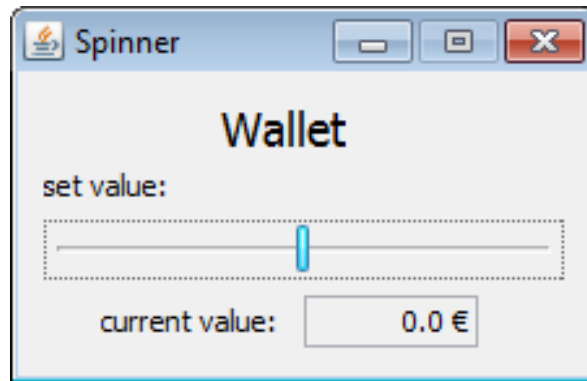 Spinner
Wallet
set value:
current value: 0.0 €